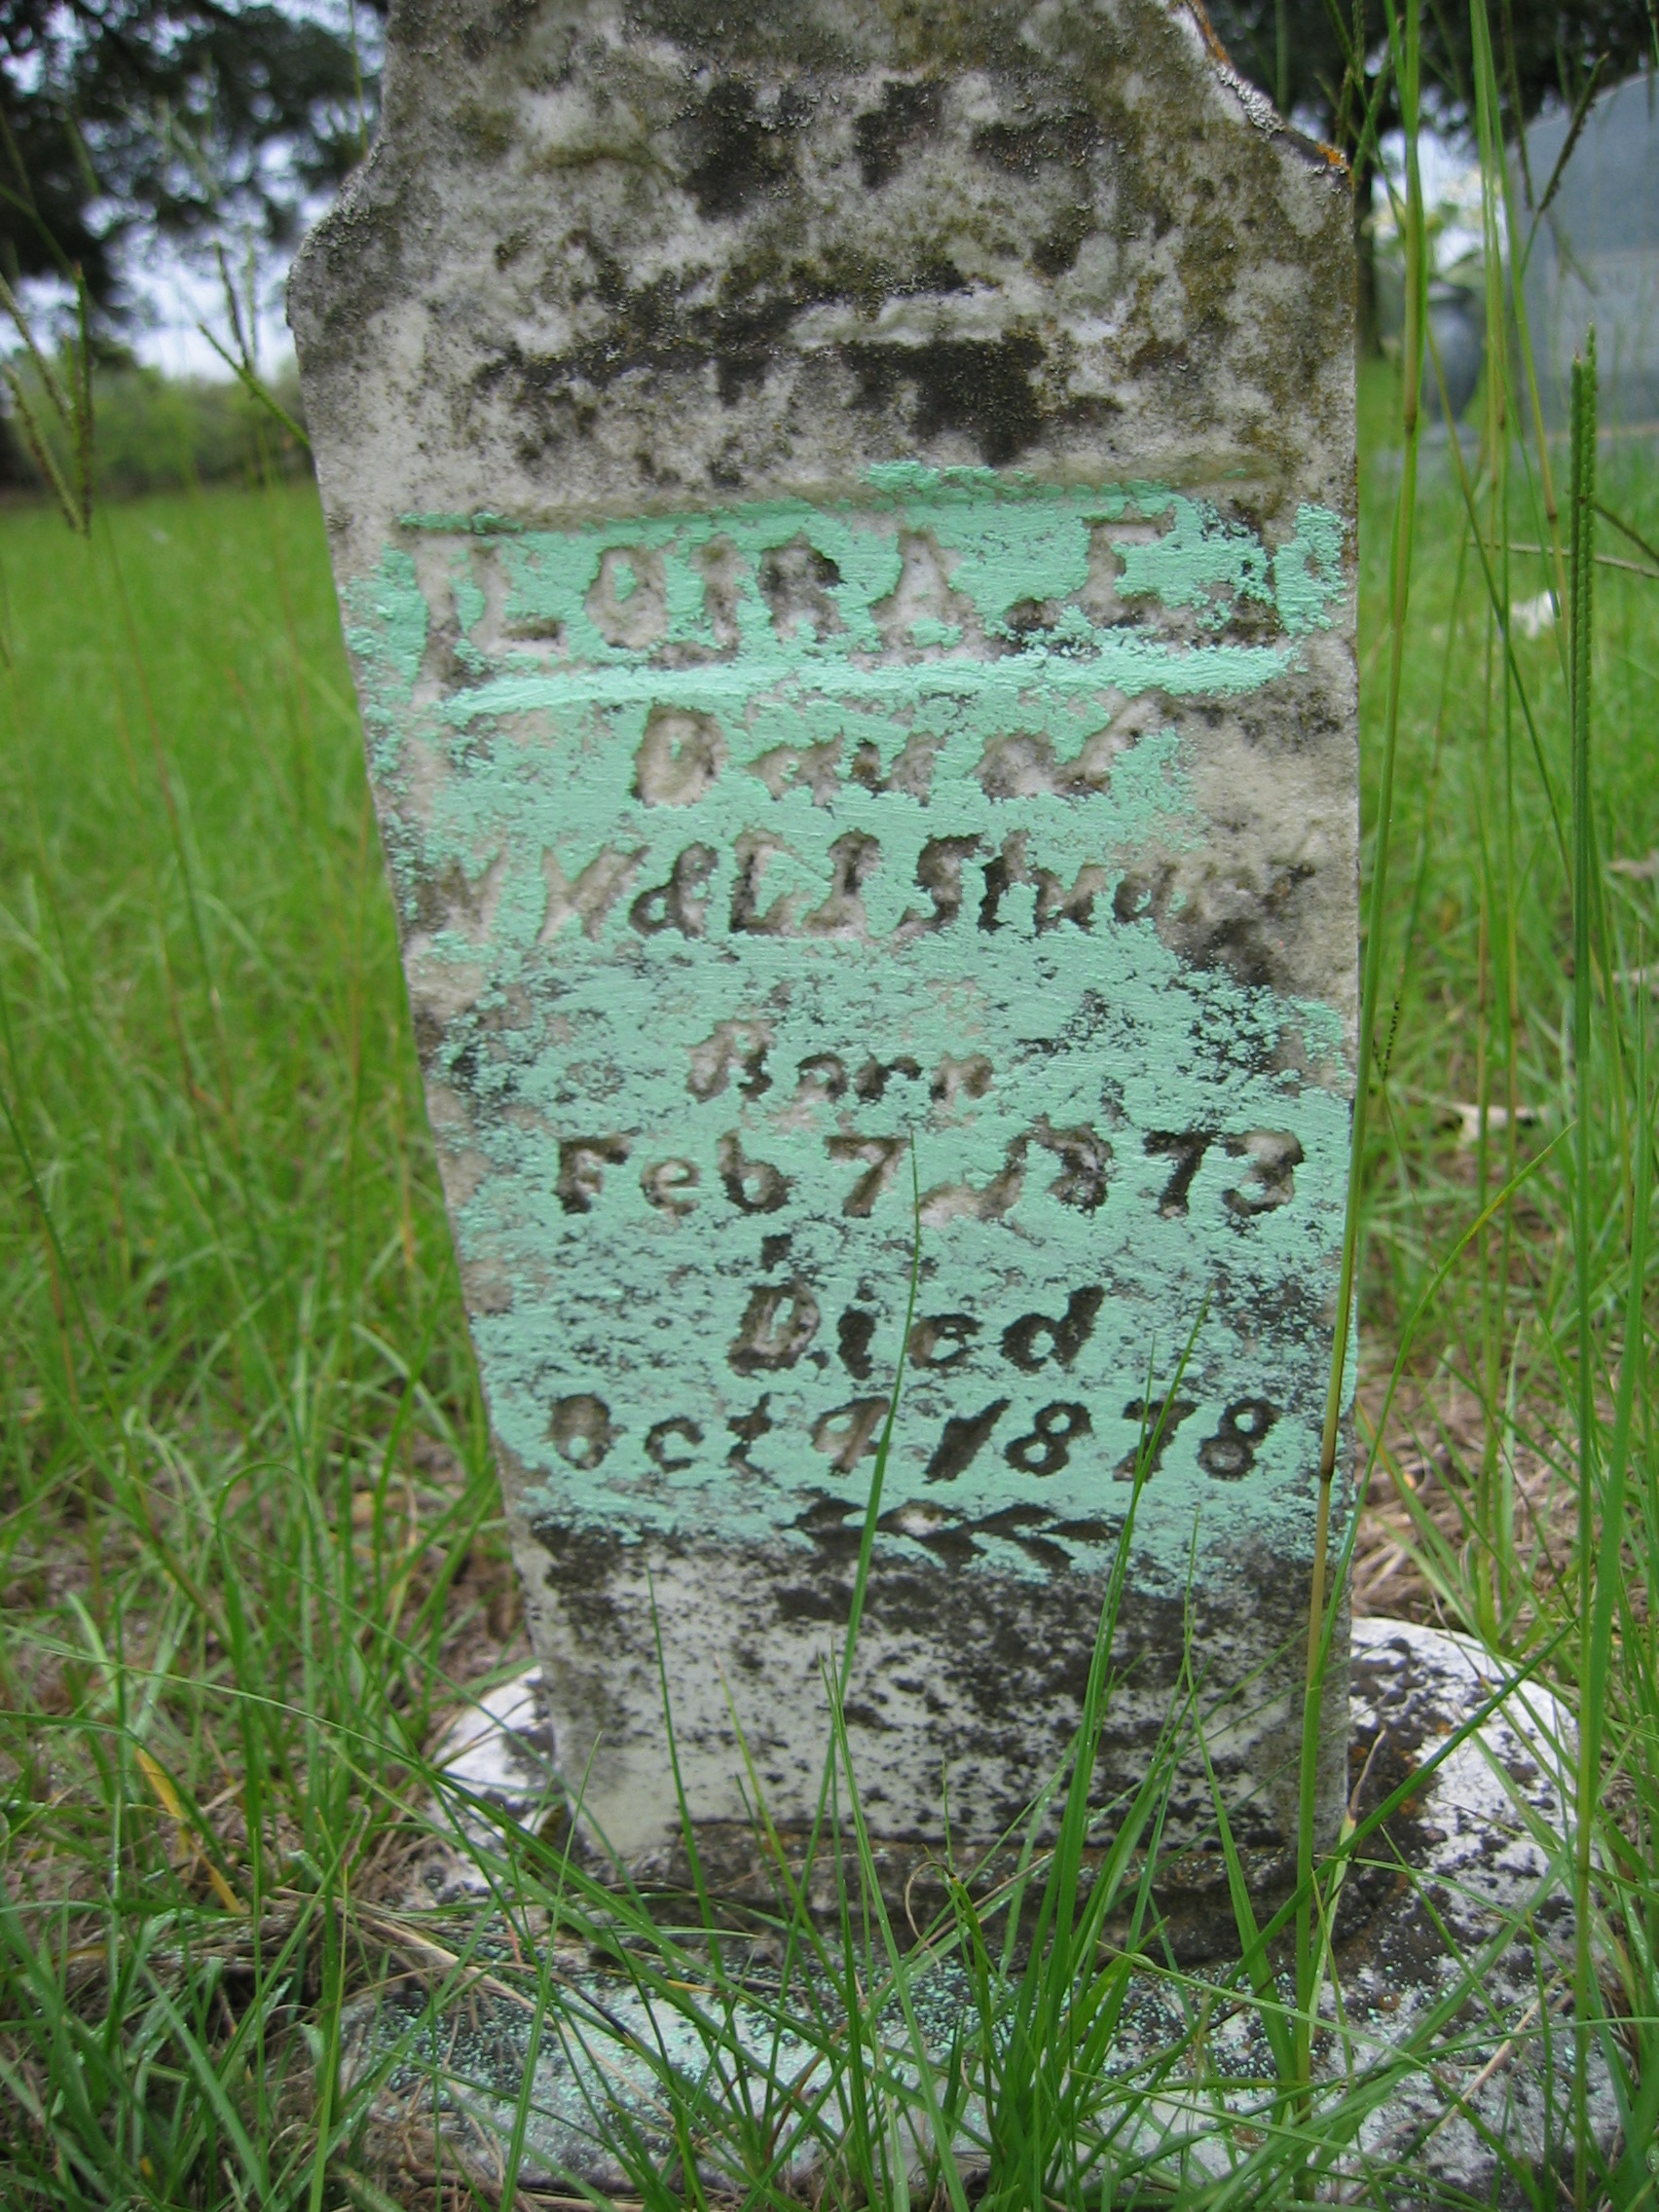 E.
Dau of
W M & L I
Born
Feb 7, 1873
Died
Oct 9, 1878